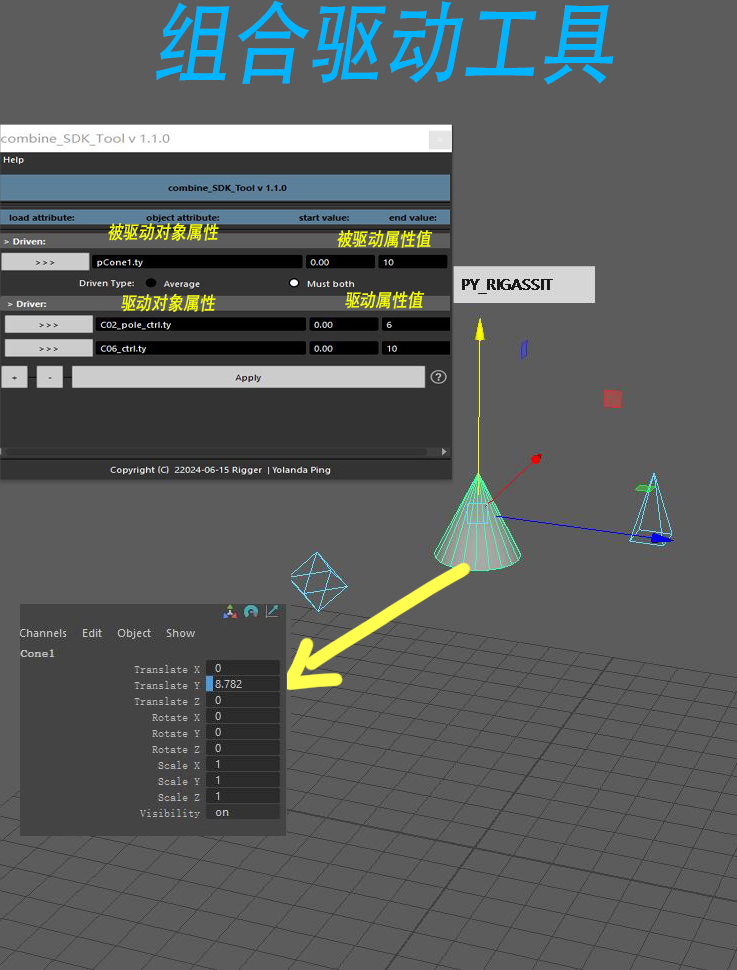 组合驱动工具
combine_SDK_Tool v 1.1.0
Help
combine_SDK_Tool v 1.1.0
load attribute: object attribute: start value: end value:
被驱动对象属性 被驱动属性值
> Driven:
>>> pCone1.ty 0.00 10
Driven Type: Average Must both
PY_RIGASSIT
驱动对象属性 驱动属性值
> Driver:
>>> C02_pole_ctrl.ty 0.00 6
>>> C06_ctrl.ty 0.00 10
+ - Apply ?
Copyright (C) 22024-06-15 Rigger | Yolanda Ping
Channels Edit Object Show
Cone1
Translate X 0
Translate Y 8.782
Translate Z 0
Rotate X 0
Rotate Y 0
Rotate Z 0
Scale X 1
Scale Y 1
Scale Z 1
Visibility on